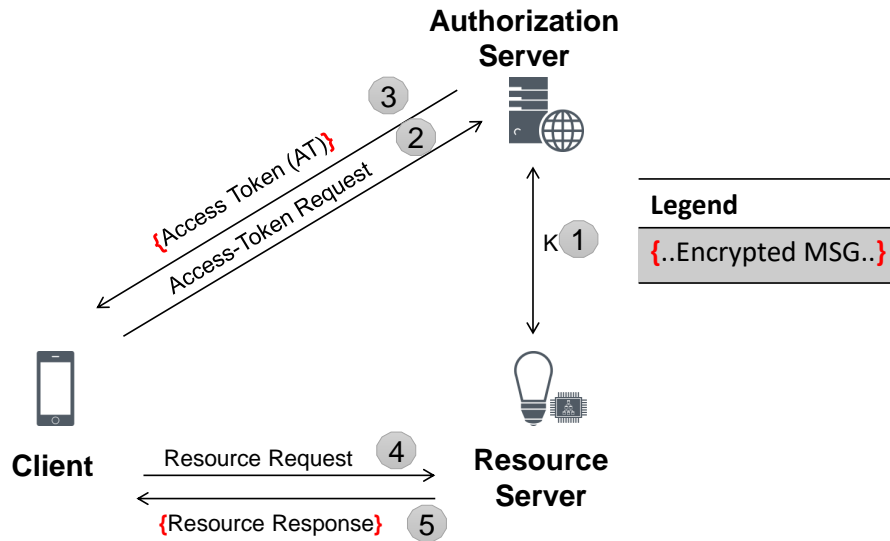 Authorization
Server
3
2
{Access Token (AT)}
Access-Token Request
K 1
Legend
{..Encrypted MSG..}
Client
Resource Request 4
{Resource Response} 5
Resource
Server